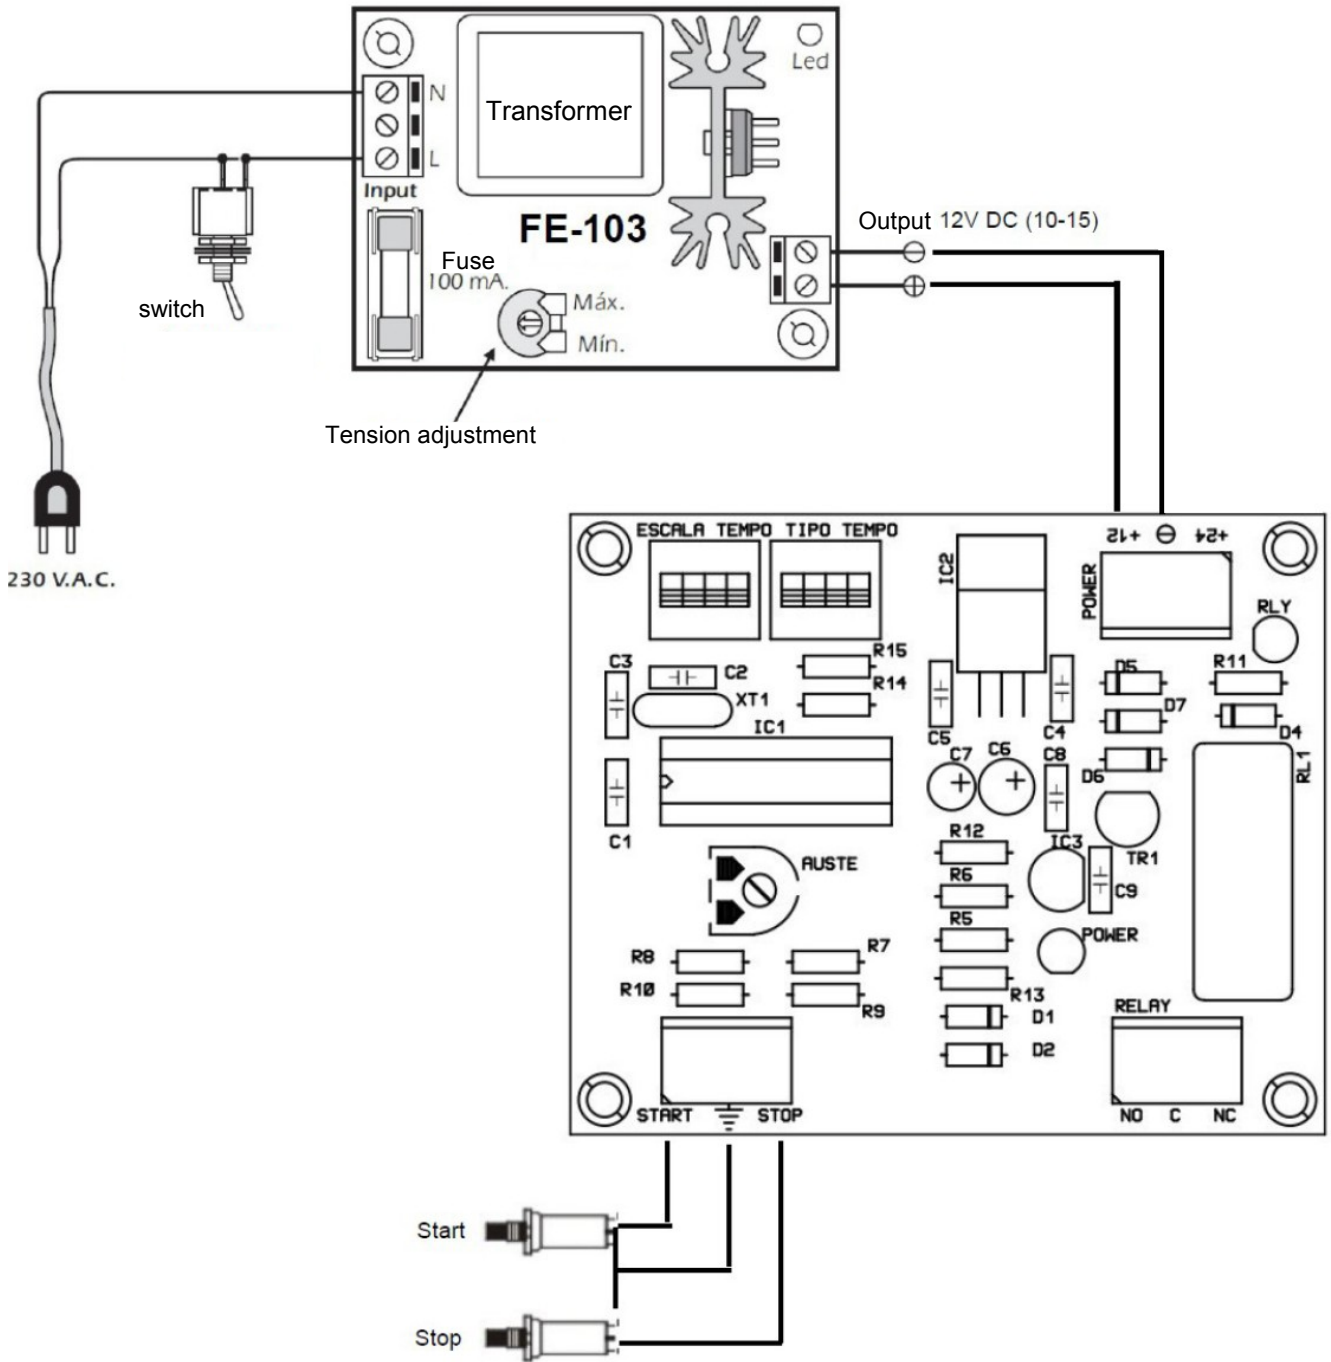 Led
N
Transformer
L
Input
FE-103
Output 12V DC (10-15)
Fuse
100 mA.
Máx.
switch
Mín.
Tension adjustment
230 V.A.C.
ESCALA TEMPO TIPO TEMPO
IC2
+12 +24
POWER
RLY
R15
C3
C2
D5
R11
R14
XT1
D7
IC1
C5
C4
D4
C7
C6
C8
D6
RL1
C1
R12
IC3
TR1
AUSTE
R6
C9
R5
POWER
R8
R7
R10
R13
R9
RELAY
D1
D2
START
STOP
NO C NC
Start
Stop